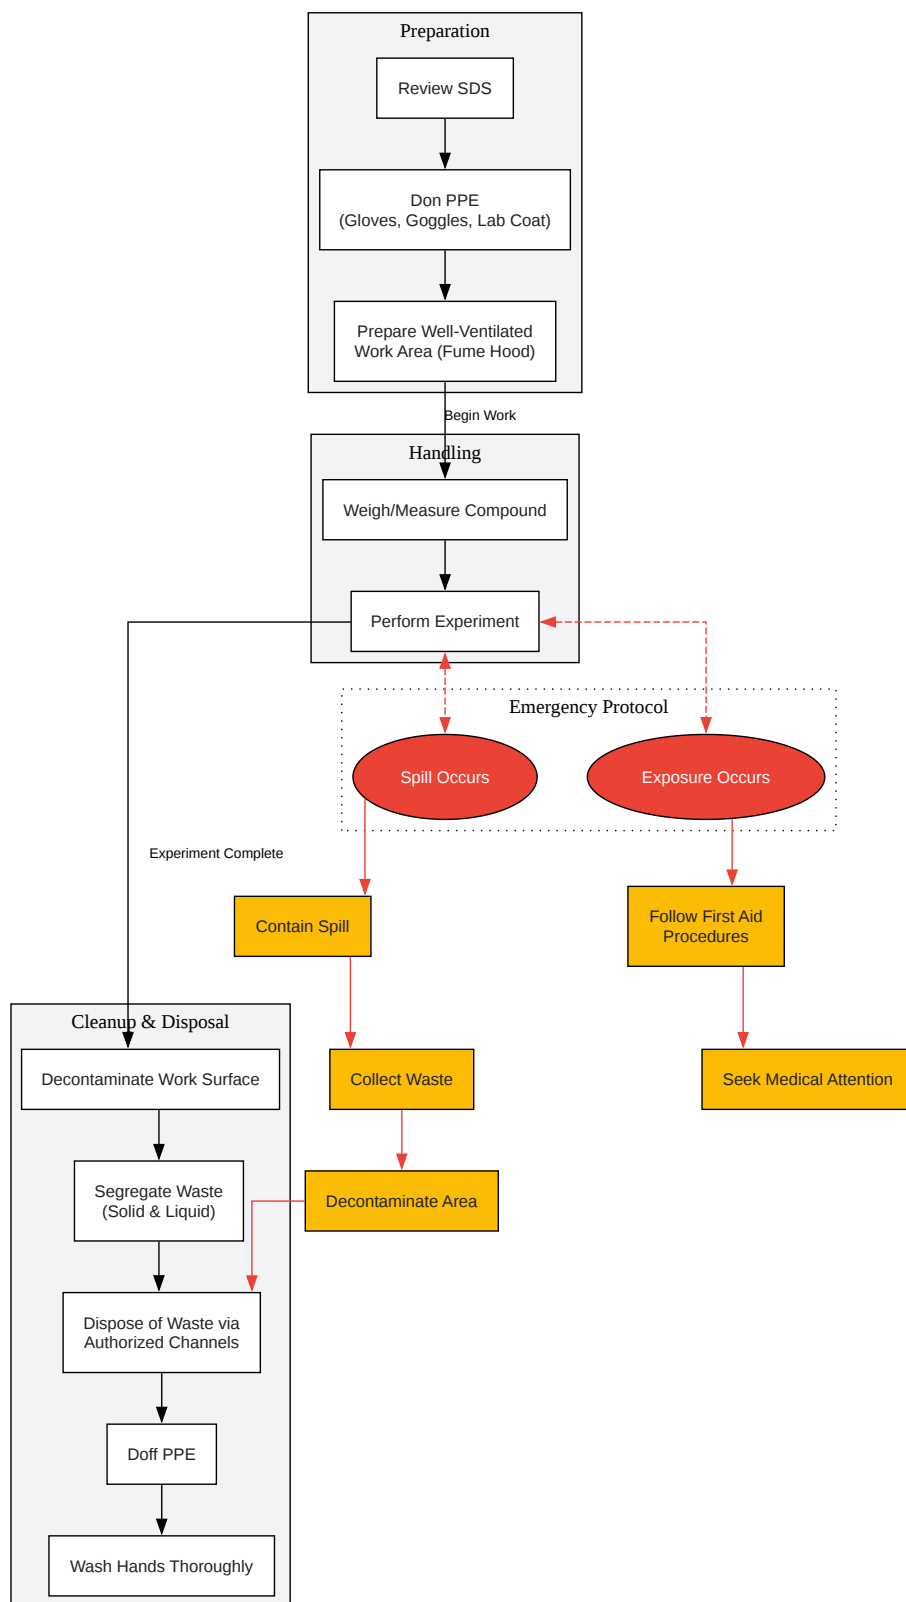 Preparation
Review SDS
Don PPE
(Gloves, Goggles, Lab Coat)
Prepare Well-Ventilated
Work Area (Fume Hood)
Begin Work
Handling
Weigh/Measure Compound
Perform Experiment
Emergency Protocol
Spill Occurs
Exposure Occurs
Experiment Complete
Contain Spill
Follow First Aid
Procedures
Cleanup & Disposal
Decontaminate Work Surface
Collect Waste
Seek Medical Attention
Segregate Waste
(Solid & Liquid)
Decontaminate Area
Dispose of Waste via
Authorized Channels
Doff PPE
Wash Hands Thoroughly